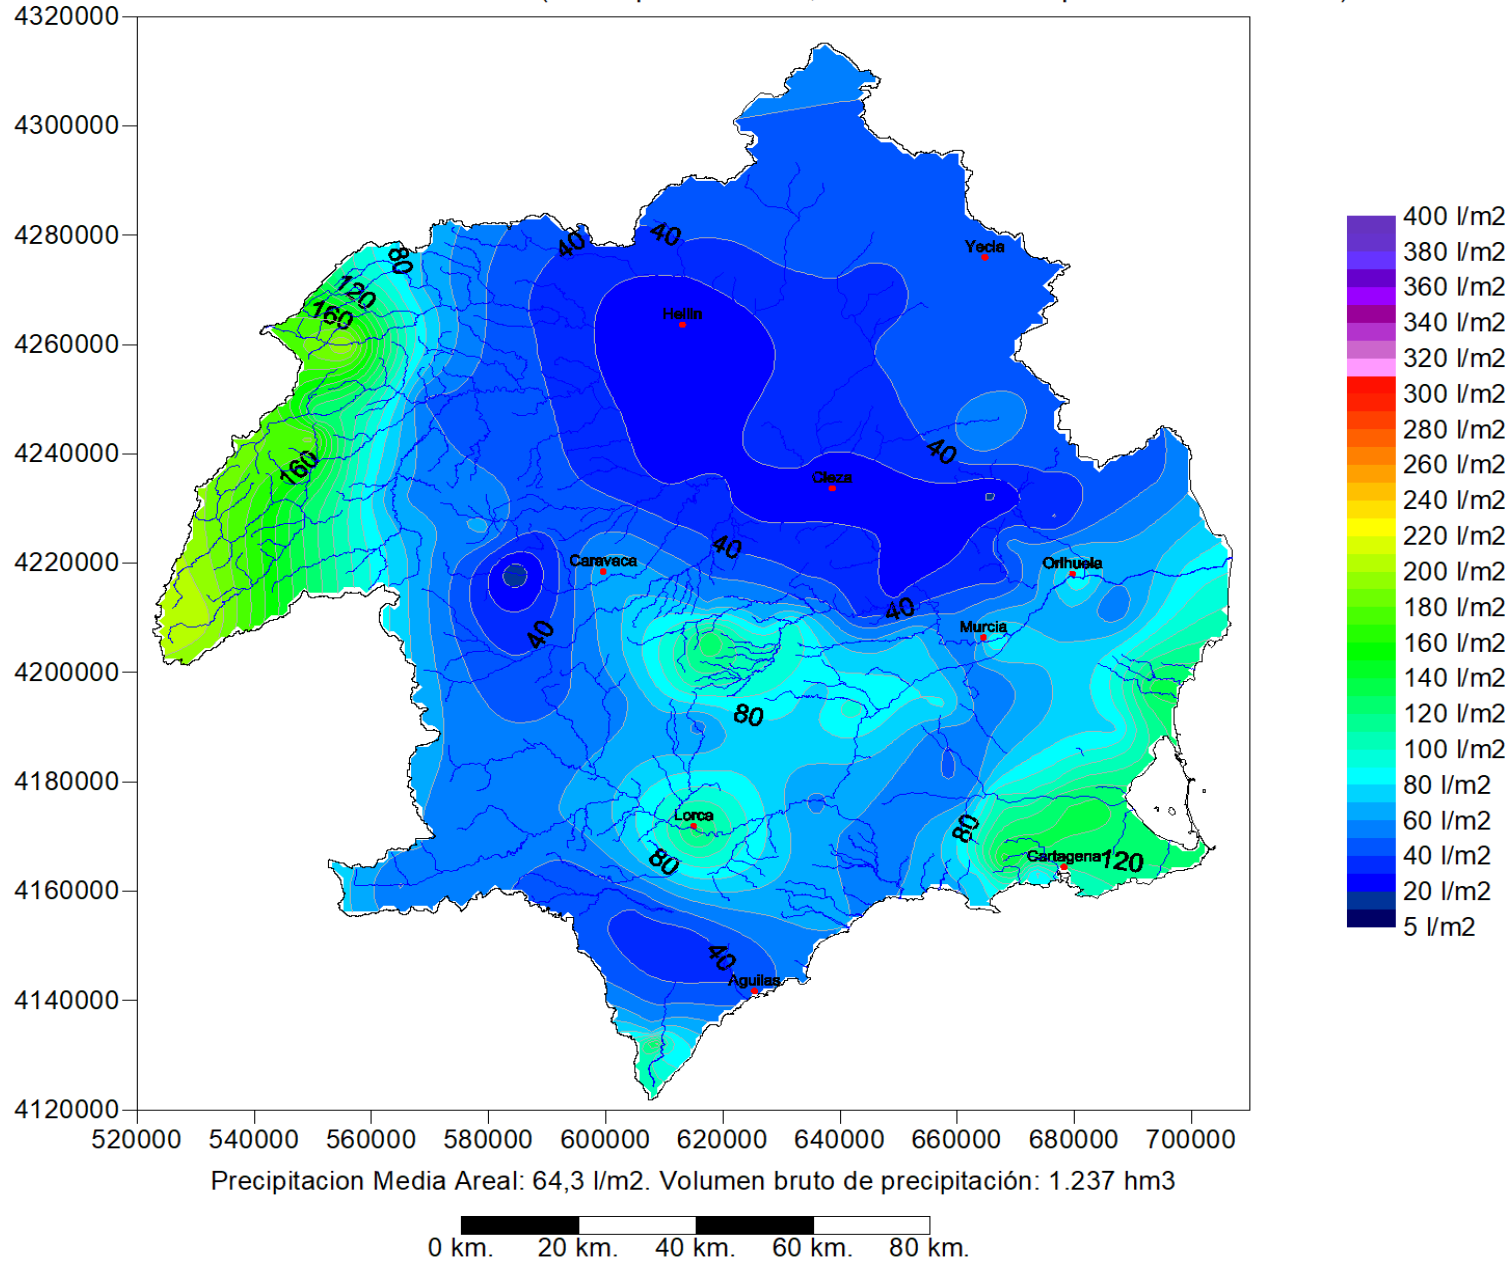 4320000
4300000
4280000
4260000
4240000
4220000
4200000
4180000
4160000
4140000
4120000
520000 540000 560000 580000 600000 620000 640000 660000 680000 700000
40
40
80
120
160
Yecla
Hellin
160
40
Cieza
40
Caravaca
Orihuela
40
40
Murcia
80
Lorca
80
80
Cartagena
120
40
Aguilas
400 l/m2
380 l/m2
360 l/m2
340 l/m2
320 l/m2
300 l/m2
280 l/m2
260 l/m2
240 l/m2
220 l/m2
200 l/m2
180 l/m2
160 l/m2
140 l/m2
120 l/m2
100 l/m2
80 l/m2
60 l/m2
40 l/m2
20 l/m2
5 l/m2
Precipitacion Media Areal: 64,3 l/m2. Volumen bruto de precipitación: 1.237 hm3
0 km. 20 km. 40 km. 60 km. 80 km.